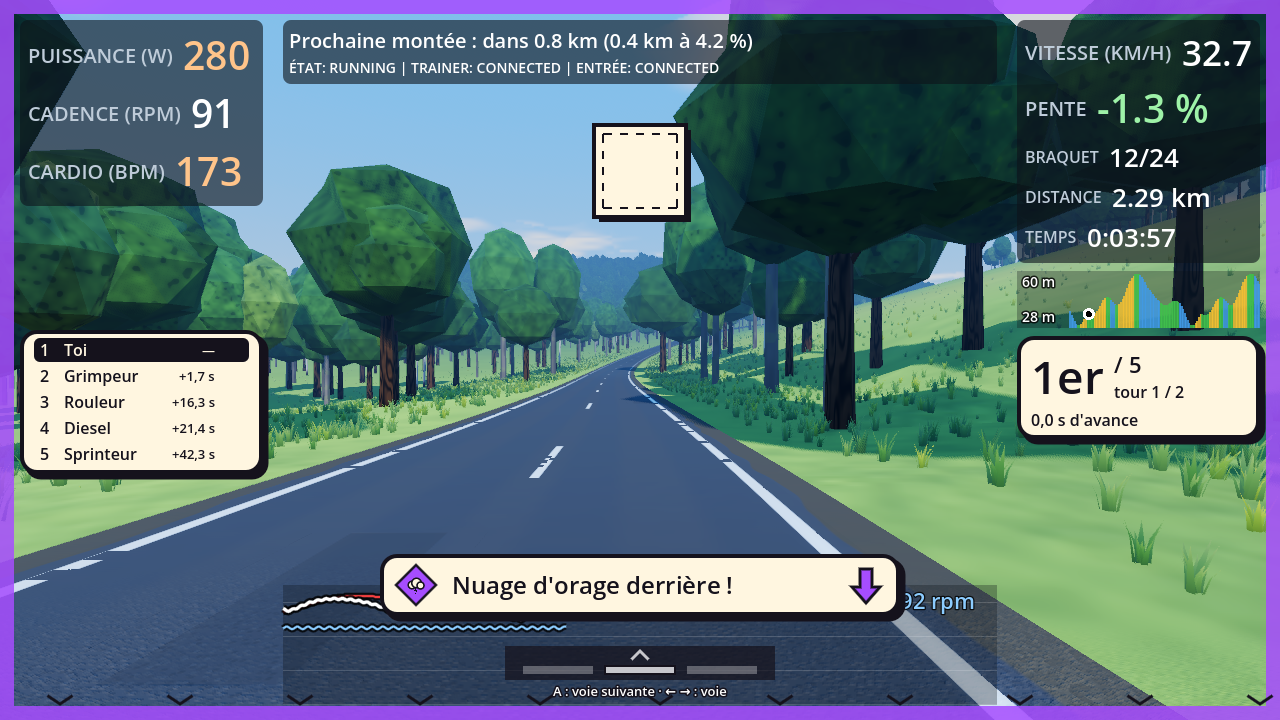 PUISSANCE (W) 280
CADENCE (RPM) 91
CARDIO (BPM) 173
Prochaine montée : dans 0.8 km (0.4 km à 4.2 %)
ÉTAT: RUNNING | TRAINER: CONNECTED | ENTRÉE: CONNECTED
VITESSE (KM/H) 32.7
PENTE -1.3 %
BRAQUET 12/24
DISTANCE 2.29 km
TEMPS 0:03:57
60 m
28 m
1 Toi —
2 Grimpeur +1,7 s
3 Rouleur +16,3 s
4 Diesel +21,4 s
5 Sprinteur +42,3 s
1er / 5
tour 1 / 2
0,0 s d'avance
Nuage d'orage derrière !
92 rpm
A : voie suivante · ← → : voie